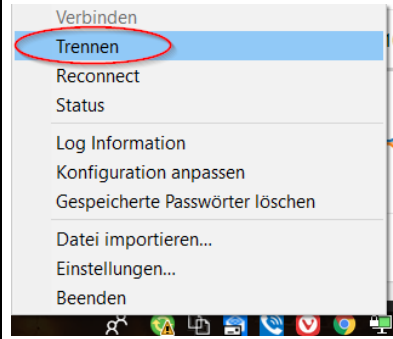 Verbinden
Trennen
Reconnect
Status
Log Information
Konfiguration anpassen
Gespeicherte Passwörter löschen
Datei importieren...
Einstellungen...
Beenden